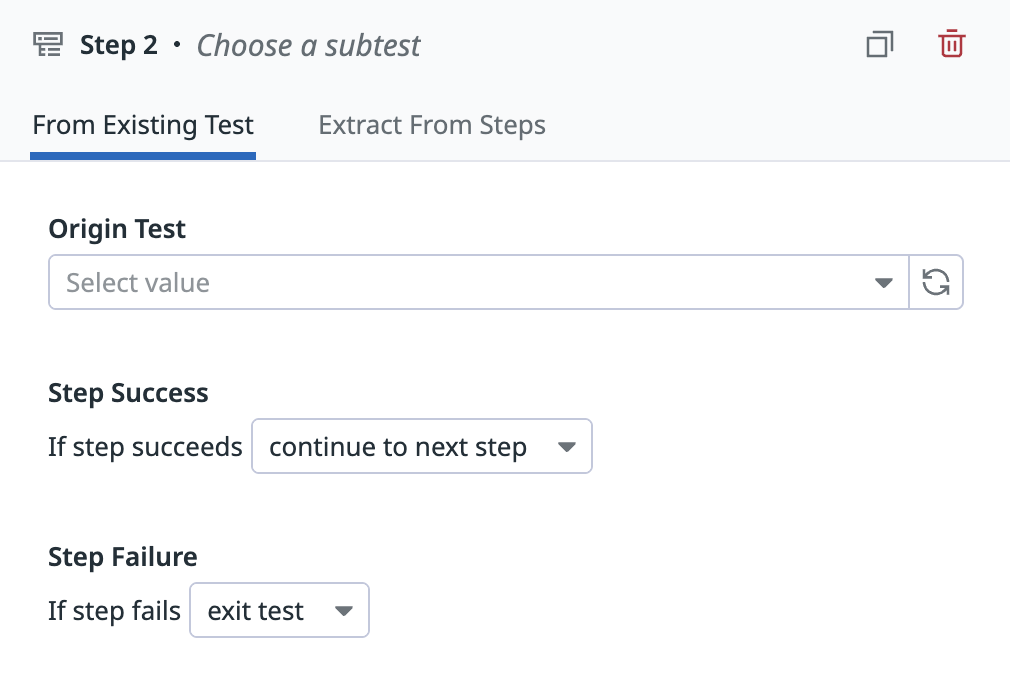 Step 2 • Choose a subtest
From Existing Test Extract From Steps
Origin Test
Select value
Step Success
If step succeeds continue to next step
Step Failure
If step fails exit test